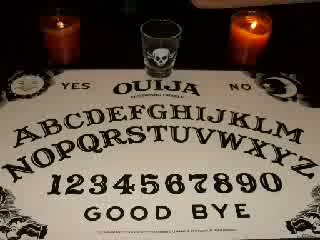 YES OUIJA NO
ABCDEFGHIJKLM
NOPQRSTUVWXYZ
1234567890
GOOD BYE